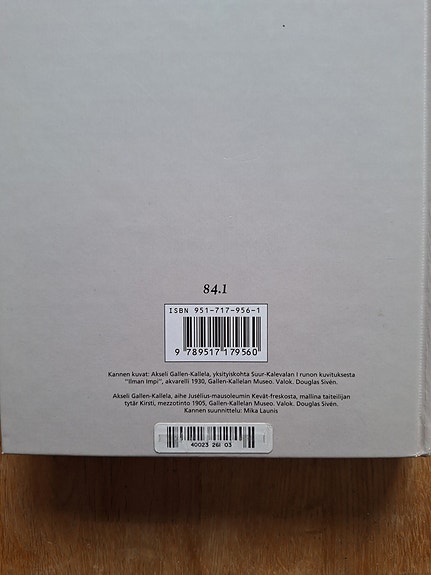 84.1
ISBN 951-717-956-1
9 789517 179560
Kannen kuvat: Akseli Gallen-Kallela, yksityiskohta Suur-Kalevalan I runon kuvituksesta
"Ilman Impi", akvarelli 1930, Gallen-Kallelan Museo. Valok. Douglas Sivén.
Akseli Gallen-Kallela, aihe Jusélius-mausoleumin Kevät-freskosta, mallina taiteilijan
tytär Kirsti, mezzotinto 1905, Gallen-Kallelan Museo. Valok. Douglas Sivén.
Kannen suunnittelu: Mika Launis
40023 261 03